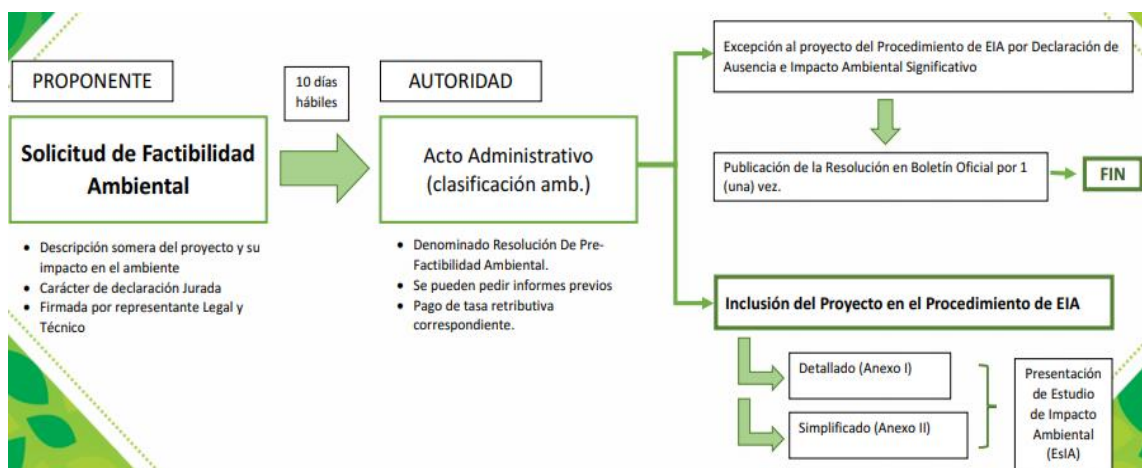 PROPONENTE
10 días
hábiles
AUTORIDAD
Solicitud de Factibilidad
Ambiental
Acto Administrativo
(clasificación amb.)
• Descripción somera del proyecto y su
impacto en el ambiente
• Carácter de declaración Jurada
• Firmada por representante Legal y
Técnico
• Denominado Resolución De Pre-
Factibilidad Ambiental.
• Se pueden pedir informes previos
• Pago de tasa retributiva
correspondiente.
Excepción al proyecto del Procedimiento de EIA por Declaración de
Ausencia e Impacto Ambiental Significativo
Publicación de la Resolución en Boletín Oficial por 1
(una) vez.
FIN
Inclusión del Proyecto en el Procedimiento de EIA
Detallado (Anexo I)
Simplificado (Anexo II)
Presentación
de Estudio
de Impacto
Ambiental
(EsIA)